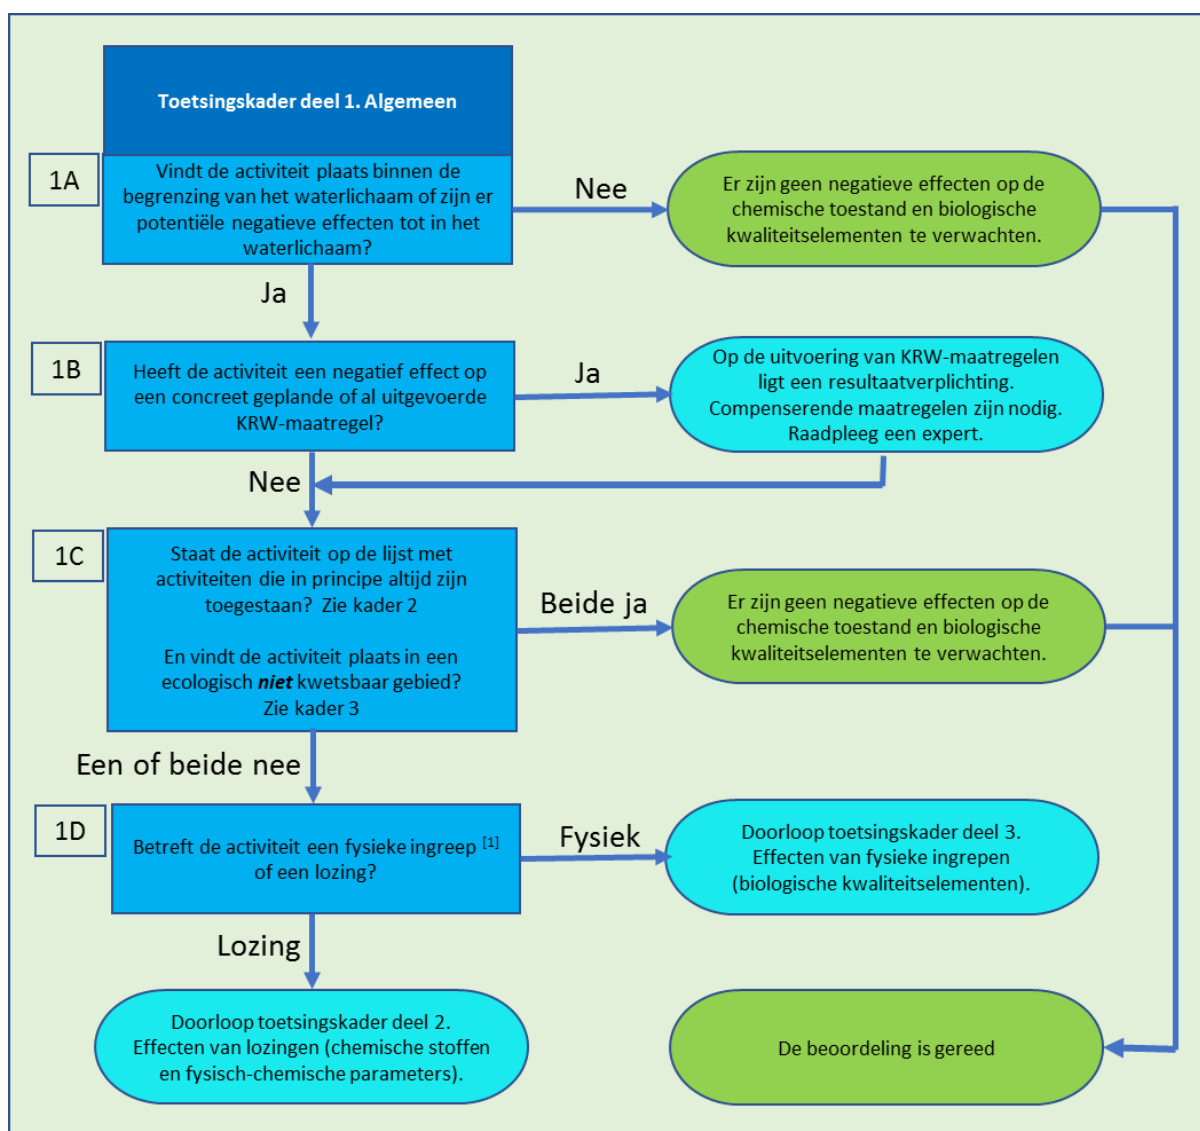 Toetsingskader deel 1. Algemeen
1A
Vindt de activiteit plaats binnen de
begrenzing van het waterlichaam of zijn er
potentiële negatieve effecten tot in het
waterlichaam?
Nee
Er zijn geen negatieve effecten op de
chemische toestand en biologische
kwaliteitselementen te verwachten.
Ja
1B
Heeft de activiteit een negatief effect op
een concreet geplande of al uitgevoerde
KRW-maatregel?
Ja
Op de uitvoering van KRW-maatregelen
ligt een resultaatverplichting.
Compenserende maatregelen zijn nodig.
Raadpleeg een expert.
Nee
1C
Staat de activiteit op de lijst met
activiteiten die in principe altijd zijn
toegestaan? Zie kader 2
En vindt de activiteit plaats in een
ecologisch niet kwetsbaar gebied?
Zie kader 3
Beide ja
Er zijn geen negatieve effecten op de
chemische toestand en biologische
kwaliteitselementen te verwachten.
Een of beide nee
1D
Betreft de activiteit een fysieke ingreep [1]
of een lozing?
Fysiek
Doorloop toetsingskader deel 3.
Effecten van fysieke ingrepen
(biologische kwaliteitselementen).
Lozing
Doorloop toetsingskader deel 2.
Effecten van lozingen (chemische stoffen
en fysisch-chemische parameters).
De beoordeling is gereed